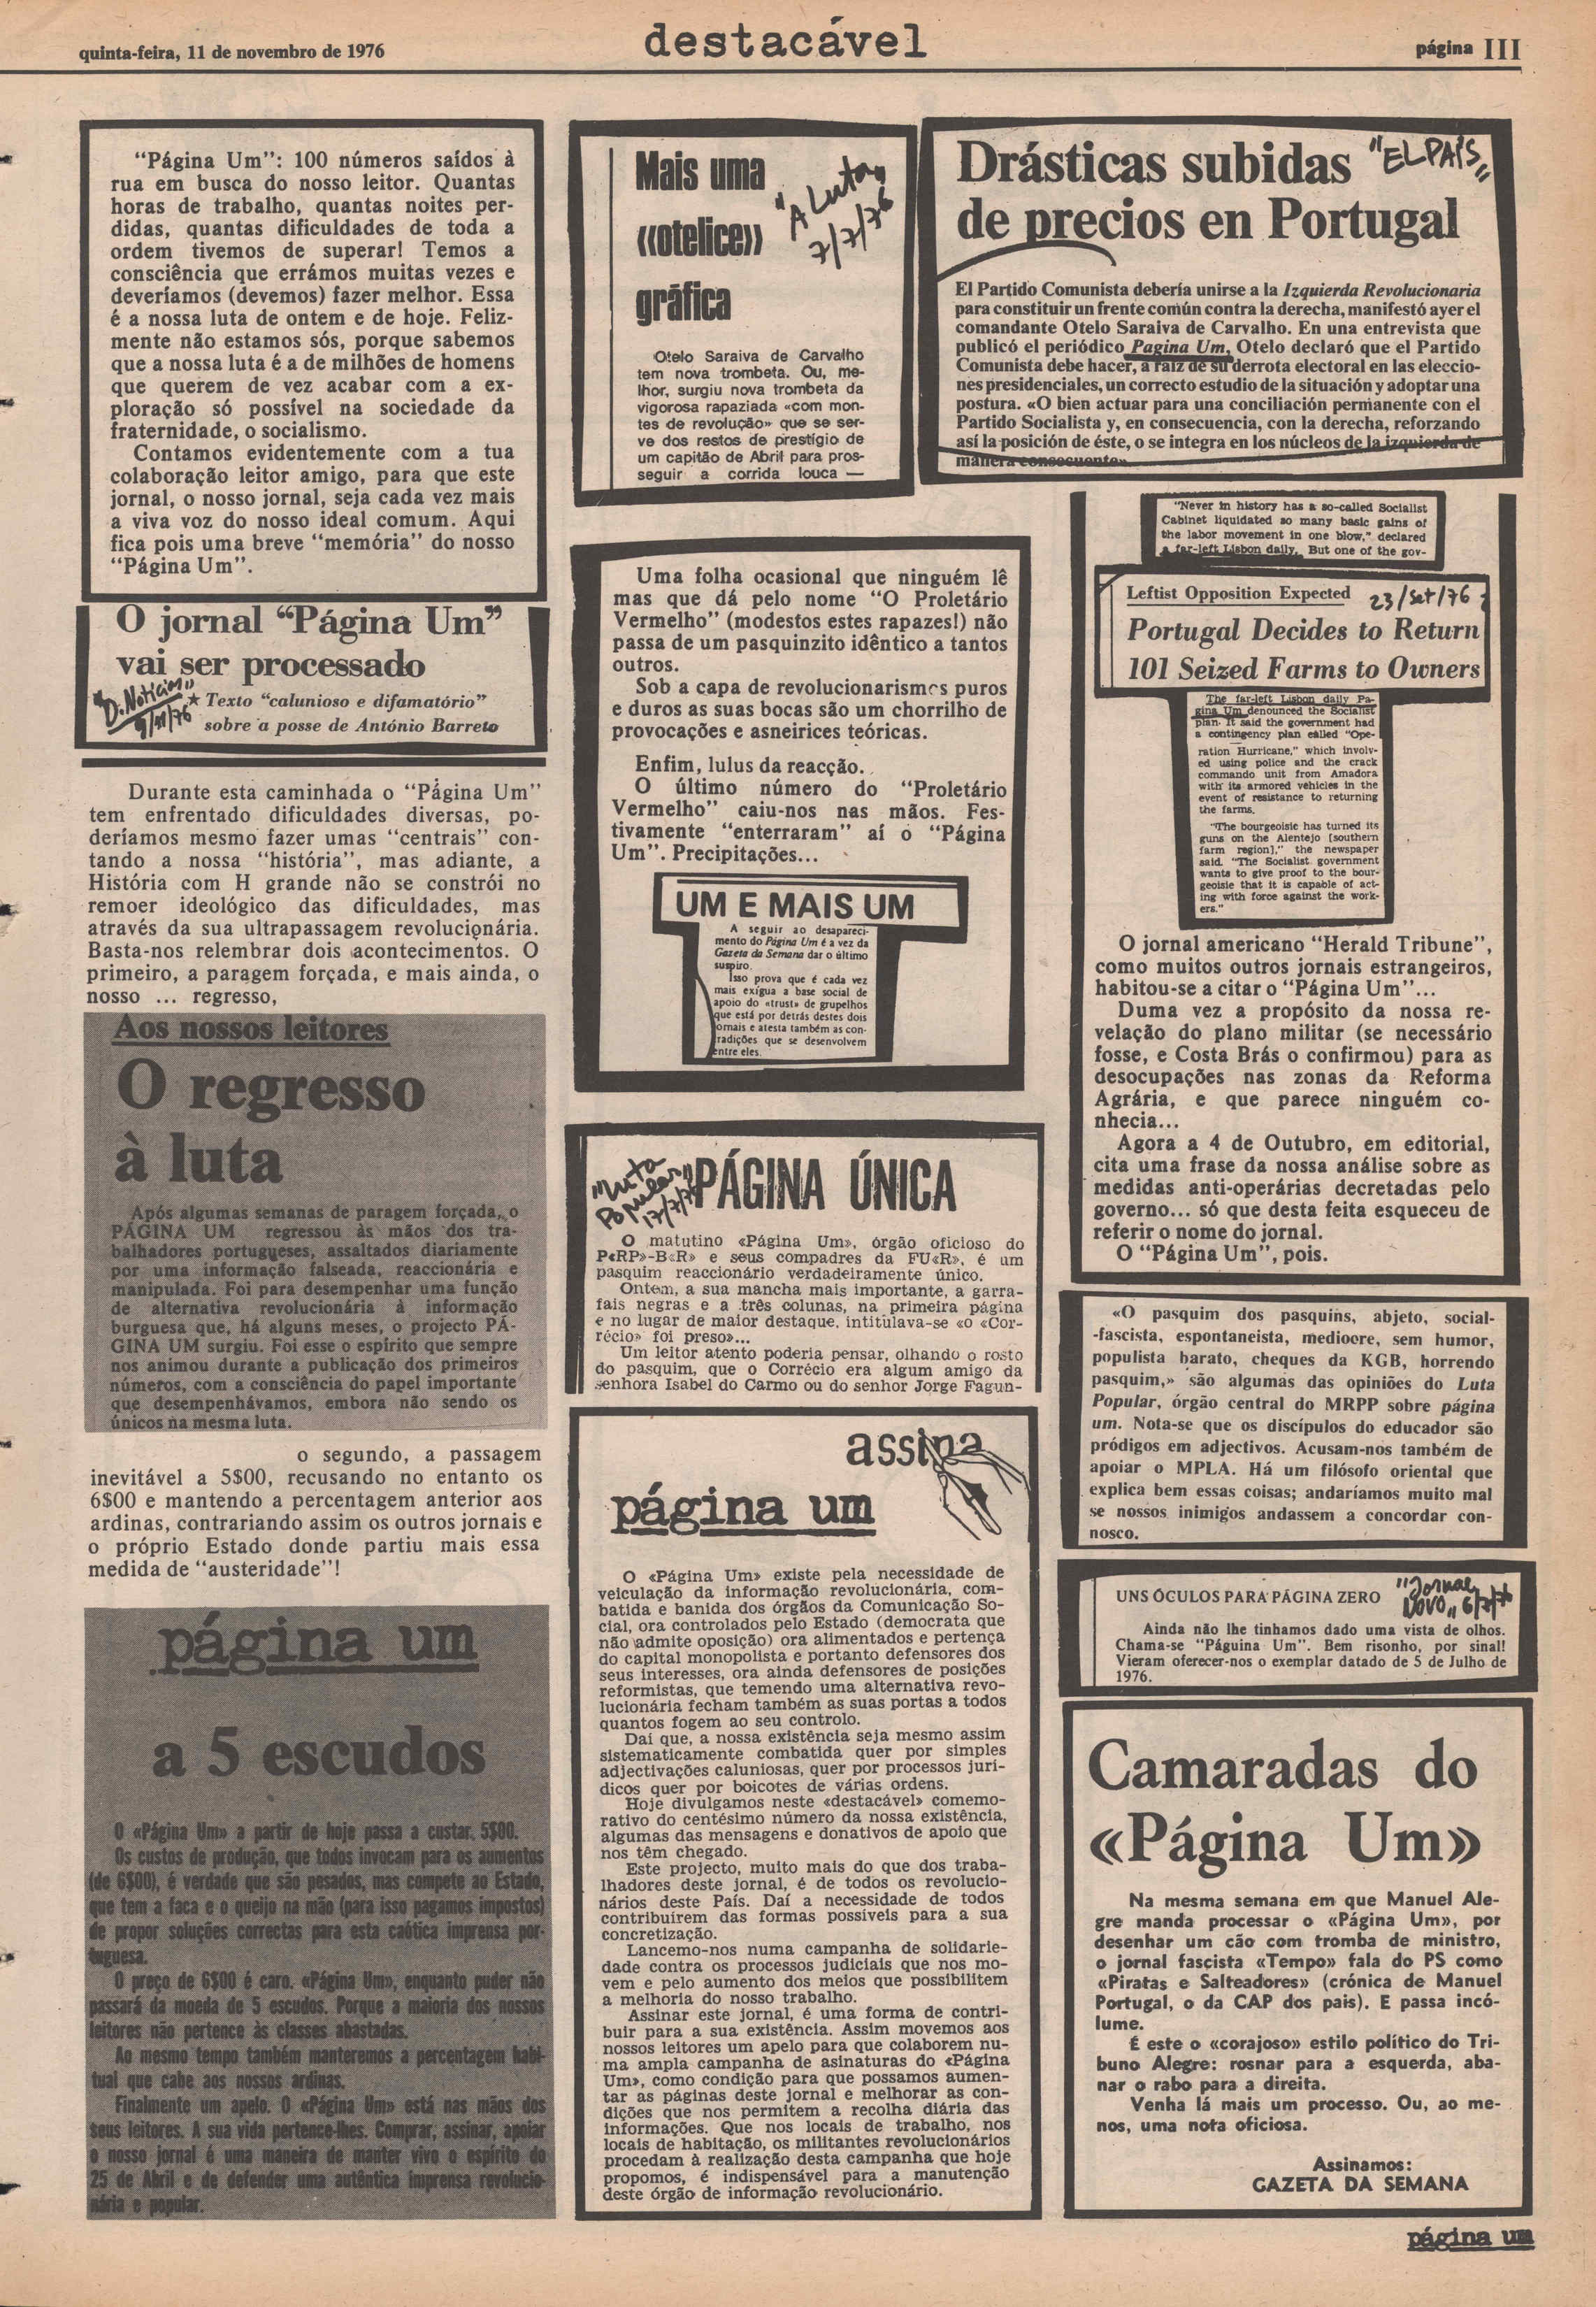 quinta-feira, 11 de novembro de 1976
destacável
página III
"Página Um": 100 números saídos à
rua em busca do nosso leitor. Quantas
horas de trabalho, quantas noites per-
didas, quantas dificuldades de toda a
ordem tivemos de superar! Temos a
consciência que errámos muitas vezes e
deveríamos (devemos) fazer melhor. Essa
é a nossa luta de ontem e de hoje. Feliz-
mente não estamos sós, porque sabemos
que a nossa luta é a de milhões de homens
que querem de vez acabar com a ex-
ploração só possível na sociedade da
fraternidade, o socialismo.
Contamos evidentemente com a tua
colaboração leitor amigo, para que este
jornal, o nosso jornal, seja cada vez mais
a viva voz do nosso ideal comum. Aqui
fica pois uma breve "memória" do nosso
"Página Um".
O jornal "Página Um"
vai ser processado
"D. Notícias"
9/11/76
★ Texto "calunioso e difamatório"
sobre a posse de António Barreto
Durante esta caminhada o "Página Um"
tem enfrentado dificuldades diversas, po-
deríamos mesmo fazer umas "centrais" con-
tando a nossa "história", mas adiante, a
História com H grande não se constrói no
remoer ideológico das dificuldades, mas
através da sua ultrapassagem revolucionária.
Basta-nos relembrar dois acontecimentos. O
primeiro, a paragem forçada, e mais ainda, o
nosso ... regresso,
Aos nossos leitores
O regresso
à luta
Após algumas semanas de paragem forçada, o
PÁGINA UM regressou às mãos dos tra-
balhadores portugueses, assaltados diariamente
por uma informação falseada, reaccionária e
manipulada. Foi para desempenhar uma função
de alternativa revolucionária à informação
burguesa que, há alguns meses, o projecto PÁ-
GINA UM surgiu. Foi esse o espírito que sempre
nos animou durante a publicação dos primeiros
números, com a consciência do papel importante
que desempenhávamos, embora não sendo os
únicos na mesma luta.
o segundo, a passagem
inevitável a 5$00, recusando no entanto os
6$00 e mantendo a percentagem anterior aos
ardinas, contrariando assim os outros jornais e
o próprio Estado donde partiu mais essa
medida de "austeridade"!
página um
a 5 escudos
O «Página Um» a partir de hoje passa a custar 5$00.
Os custos de produção, que todos invocam para os aumentos
(de 6$00), é verdade que são pesados, mas compete ao Estado,
que tem a faca e o queijo na mão (para isso pagamos impostos)
de propor soluções correctas para esta caótica imprensa por-
tuguesa.
O preço de 6$00 é caro. «Página Um», enquanto puder não
passará da moeda de 5 escudos. Porque a maioria dos nossos
leitores não pertence às classes abastadas.
Ao mesmo tempo também manteremos a percentagem habi-
tual que cabe aos nossos ardinas.
Finalmente um apelo. O «Página Um» está nas mãos dos
seus leitores. A sua vida pertence-lhes. Comprar, assinar, apoiar
o nosso jornal é uma maneira de manter vivo o espírito do
25 de Abril e de defender uma autêntica imprensa revolucio-
nária e popular.
Mais uma
«otelice»
gráfica
"A Luta"
7/7/76
Otelo Saraiva de Carvalho
tem nova trombeta. Ou, me-
lhor, surgiu nova trombeta da
vigorosa rapaziada «com mon-
tes de revolução» que se ser-
ve dos restos de prestígio de
um capitão de Abril para pros-
seguir a corrida louca —
Drásticas subidas
de precios en Portugal
"EL PAÍS"
El Partido Comunista debería unirse a la Izquierda Revolucionaria
para constituir un frente común contra la derecha, manifestó ayer el
comandante Otelo Saraiva de Carvalho. En una entrevista que
publicó el periódico Pagina Um, Otelo declaró que el Partido
Comunista debe hacer, a raíz de su derrota electoral en las eleccio-
nes presidenciales, un correcto estudio de la situación y adoptar una
postura. «O bien actuar para una conciliación permanente con el
Partido Socialista y, en consecuencia, con la derecha, reforzando
así la posición de éste, o se integra en los núcleos de la izquierda de
manera consecuente».
Uma folha ocasional que ninguém lê
mas que dá pelo nome "O Proletário
Vermelho" (modestos estes rapazes!) não
passa de um pasquinzito idêntico a tantos
outros.
Sob a capa de revolucionarismos puros
e duros as suas bocas são um chorrilho de
provocações e asneirices teóricas.
Enfim, lulus da reacção.
O último número do "Proletário
Vermelho" caiu-nos nas mãos. Fes-
tivamente "enterraram" aí o "Página
Um". Precipitações...
UM E MAIS UM
A seguir ao desapareci-
mento do Página Um é a vez da
Gazeta da Semana dar o último
suspiro.
Isso prova que é cada vez
mais exígua a base social de
apoio do «trust» de grupelhos
que está por detrás destes dois
jornais e atesta também as con-
tradições que se desenvolvem
entre eles.
"Luta
Popular"
17/7/76
PÁGINA ÚNICA
O matutino «Página Um», órgão oficioso do
P«RP»-B«R» e seus compadres da FU«R», é um
pasquim reaccionário verdadeiramente único.
Ontem, a sua mancha mais importante, a garra-
fais negras e a três colunas, na primeira página
e no lugar de maior destaque, intitulava-se «o «Cor-
récio» foi preso»...
Um leitor atento poderia pensar, olhando o rosto
do pasquim, que o Corrécio era algum amigo da
senhora Isabel do Carmo ou do senhor Jorge Fagun-
assina
página um
O «Página Um» existe pela necessidade de
veiculação da informação revolucionária, com-
batida e banida dos órgãos da Comunicação So-
cial, ora controlados pelo Estado (democrata que
não admite oposição) ora alimentados e pertença
do capital monopolista e portanto defensores dos
seus interesses, ora ainda defensores de posições
reformistas, que temendo uma alternativa revo-
lucionária fecham também as suas portas a todos
quantos fogem ao seu controlo.
Daí que, a nossa existência seja mesmo assim
sistematicamente combatida quer por simples
adjectivações caluniosas, quer por processos jurí-
dicos quer por boicotes de várias ordens.
Hoje divulgamos neste «destacável» comemo-
rativo do centésimo número da nossa existência,
algumas das mensagens e donativos de apoio que
nos têm chegado.
Este projecto, muito mais do que dos traba-
lhadores deste jornal, é de todos os revolucio-
nários deste País. Daí a necessidade de todos
contribuírem das formas possíveis para a sua
concretização.
Lancemo-nos numa campanha de solidarie-
dade contra os processos judiciais que nos mo-
vem e pelo aumento dos meios que possibilitem
a melhoria do nosso trabalho.
Assinar este jornal, é uma forma de contri-
buir para a sua existência. Assim movemos aos
nossos leitores um apelo para que colaborem nu-
ma ampla campanha de asinaturas do «Página
Um», como condição para que possamos aumen-
tar as páginas deste jornal e melhorar as con-
dições que nos permitem a recolha diária das
informações. Que nos locais de trabalho, nos
locais de habitação, os militantes revolucionários
procedam à realização desta campanha que hoje
propomos, é indispensável para a manutenção
deste órgão de informação revolucionário.
"Never in history has a so-called Socialist
Cabinet liquidated so many basic gains of
the labor movement in one blow," declared
a far-left Lisbon daily. But one of the gov-
Leftist Opposition Expected
23/Set/76
Portugal Decides to Return
101 Seized Farms to Owners
The far-left Lisbon daily Pa-
gina Um denounced the Socialist
plan. It said the government had
a contingency plan called "Ope-
ration Hurricane," which involv-
ed using police and the crack
commando unit from Amadora
with its armored vehicles in the
event of resistance to returning
the farms.
"The bourgeoisie has turned its
guns on the Alentejo [southern
farm region]," the newspaper
said. "The Socialist government
wants to give proof to the bour-
geoisie that it is capable of act-
ing with force against the work-
ers."
O jornal americano "Herald Tribune",
como muitos outros jornais estrangeiros,
habitou-se a citar o "Página Um"...
Duma vez a propósito da nossa re-
velação do plano militar (se necessário
fosse, e Costa Brás o confirmou) para as
desocupações nas zonas da Reforma
Agrária, e que parece ninguém co-
nhecia...
Agora a 4 de Outubro, em editorial,
cita uma frase da nossa análise sobre as
medidas anti-operárias decretadas pelo
governo... só que desta feita esqueceu de
referir o nome do jornal.
O "Página Um", pois.
«O pasquim dos pasquins, abjeto, social-
-fascista, espontaneista, mediocre, sem humor,
populista barato, cheques da KGB, horrendo
pasquim,» são algumas das opiniões do Luta
Popular, órgão central do MRPP sobre página
um. Nota-se que os discípulos do educador são
pródigos em adjectivos. Acusam-nos também de
apoiar o MPLA. Há um filósofo oriental que
explica bem essas coisas; andaríamos muito mal
se nossos inimigos andassem a concordar con-
nosco.
UNS ÓCULOS PARA PÁGINA ZERO
"Jornal
Novo" 6/7/76
Ainda não lhe tinhamos dado uma vista de olhos.
Chama-se "Páguina Um". Bem risonho, por sinal!
Vieram oferecer-nos o exemplar datado de 5 de Julho de
1976.
Camaradas do
«Página Um»
Na mesma semana em que Manuel Ale-
gre manda processar o «Página Um», por
desenhar um cão com tromba de ministro,
o jornal fascista «Tempo» fala do PS como
«Piratas e Salteadores» (crónica de Manuel
Portugal, o da CAP dos pais). E passa incó-
lume.
É este o «corajoso» estilo político do Tri-
buno Alegre: rosnar para a esquerda, aba-
nar o rabo para a direita.
Venha lá mais um processo. Ou, ao me-
nos, uma nota oficiosa.
Assinamos:
GAZETA DA SEMANA
página um